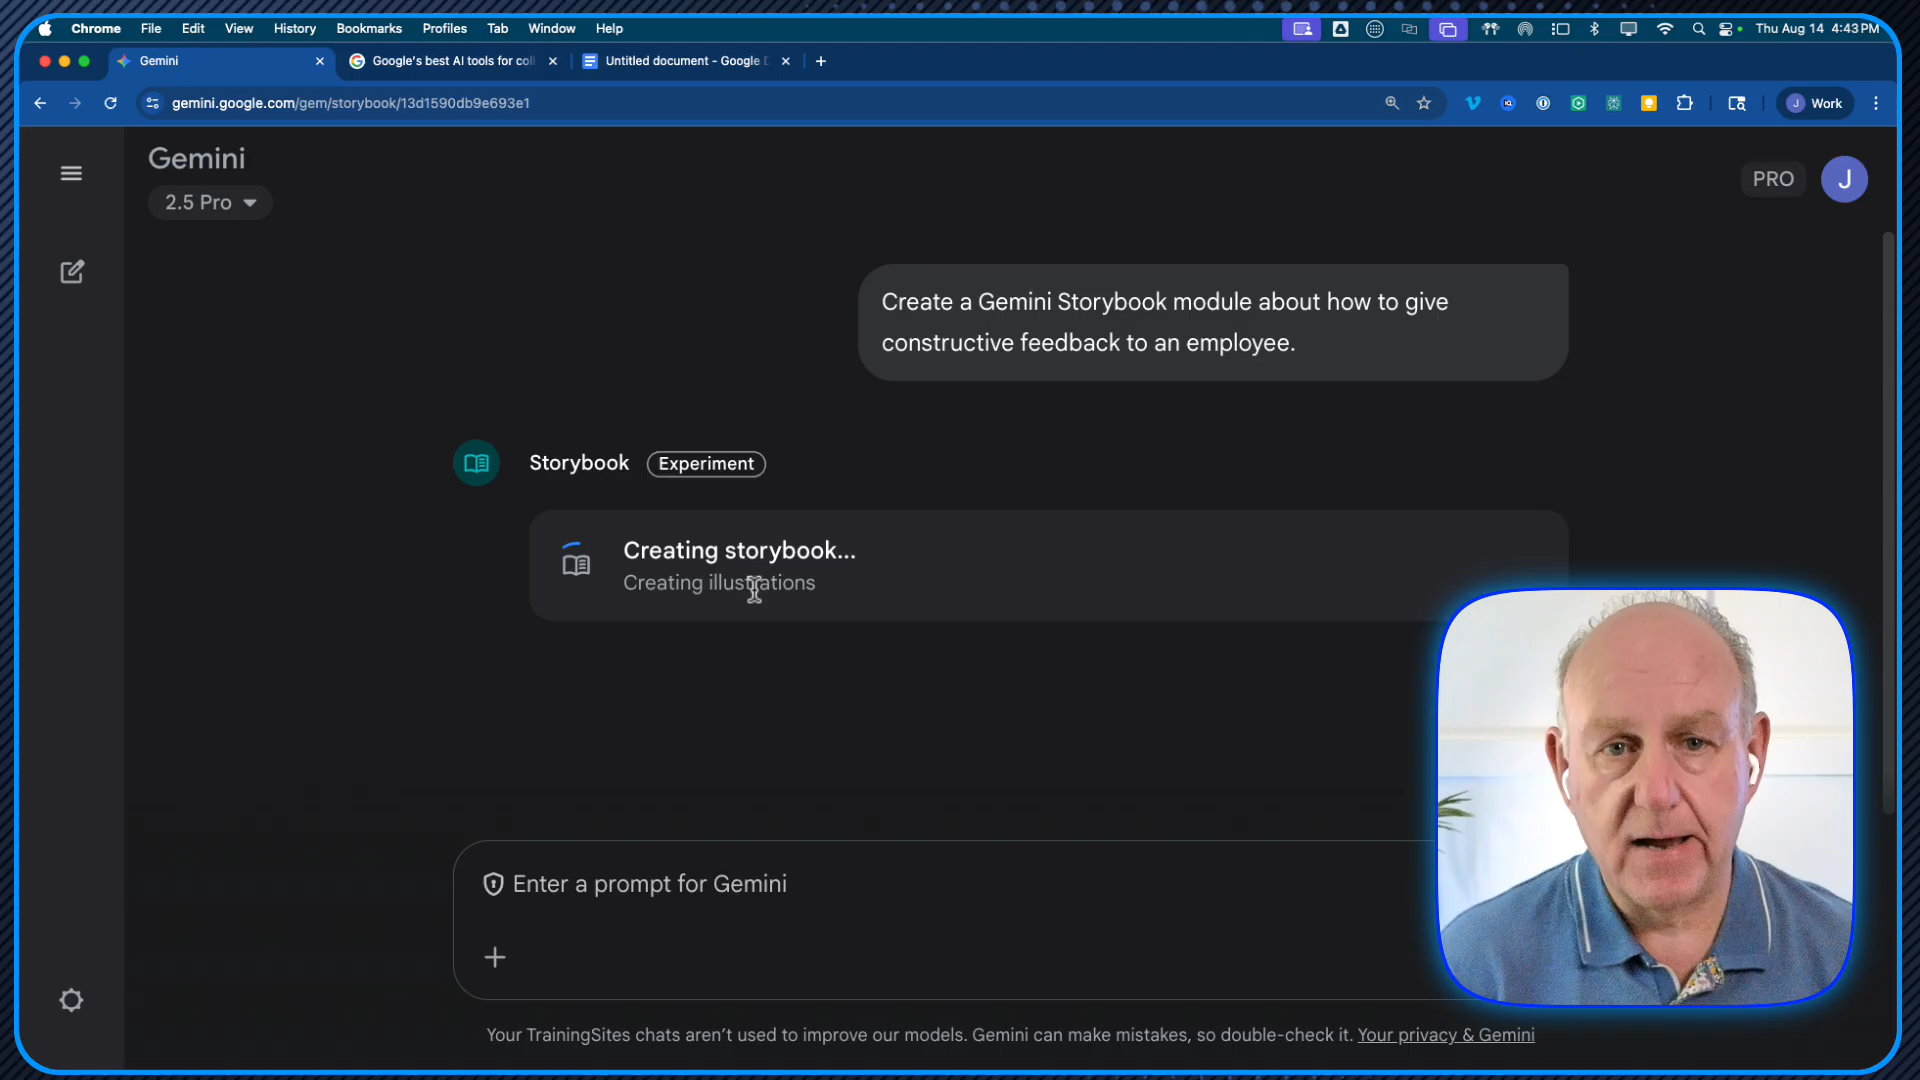 Chrome File Edit View History Bookmarks Profiles Tab Window Help Thu Aug 14 4:43 PM
Gemini Google's best AI tools for col Untitled document - Google D
gemini.google.com/gem/storybook/13d1590db9e693e1 J Work
Gemini
2.5 Pro
PRO J
Create a Gemini Storybook module about how to give
constructive feedback to an employee.
Storybook Experiment
Creating storybook...
Creating illustrations
Enter a prompt for Gemini
Your TrainingSites chats aren't used to improve our models. Gemini can make mistakes, so double-check it. Your privacy & Gemini